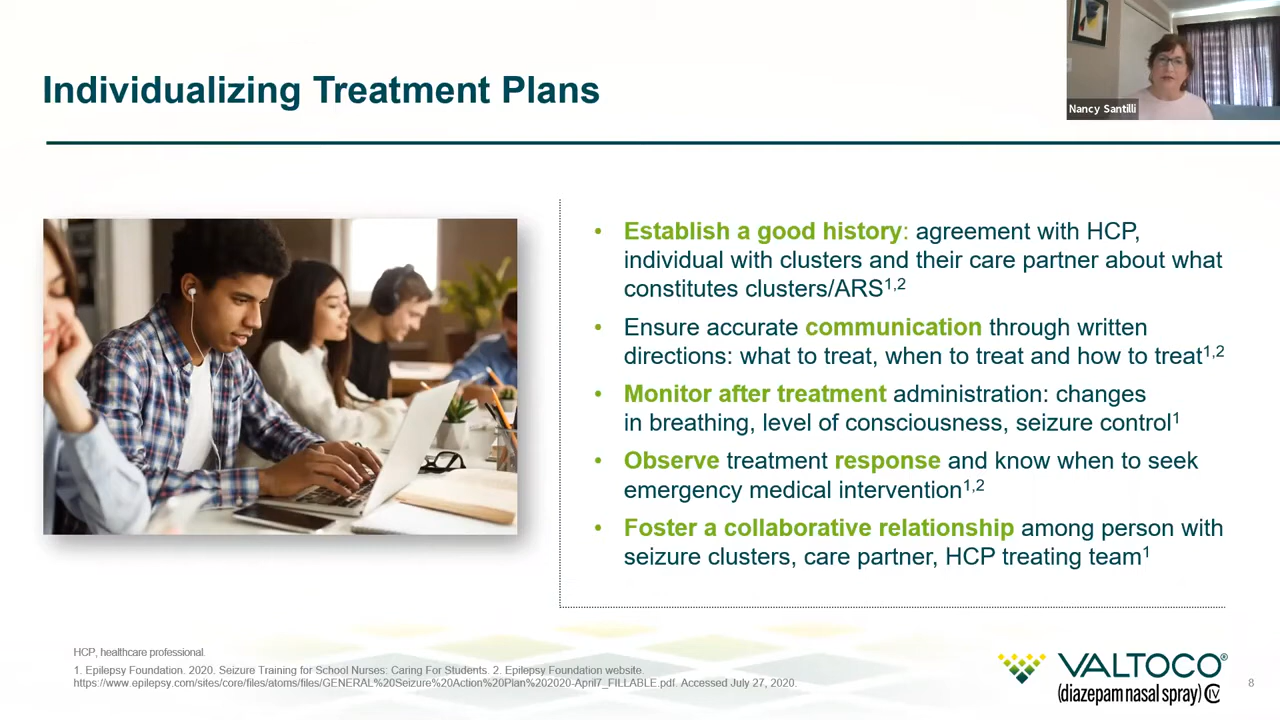 Individualizing Treatment Plans
Nancy Santilli
• Establish a good history: agreement with HCP,
individual with clusters and their care partner about what
constitutes clusters/ARS1,2
• Ensure accurate communication through written
directions: what to treat, when to treat and how to treat1,2
• Monitor after treatment administration: changes
in breathing, level of consciousness, seizure control1
• Observe treatment response and know when to seek
emergency medical intervention1,2
• Foster a collaborative relationship among person with
seizure clusters, care partner, HCP treating team1
HCP, healthcare professional.
1. Epilepsy Foundation. 2020. Seizure Training for School Nurses: Caring For Students. 2. Epilepsy Foundation website.
https://www.epilepsy.com/sites/core/files/atoms/files/GENERAL%20Seizure%20Action%20Plan%202020-April7_FILLABLE.pdf. Accessed July 27, 2020.
VALTOCO®
(diazepam nasal spray) CIV
8